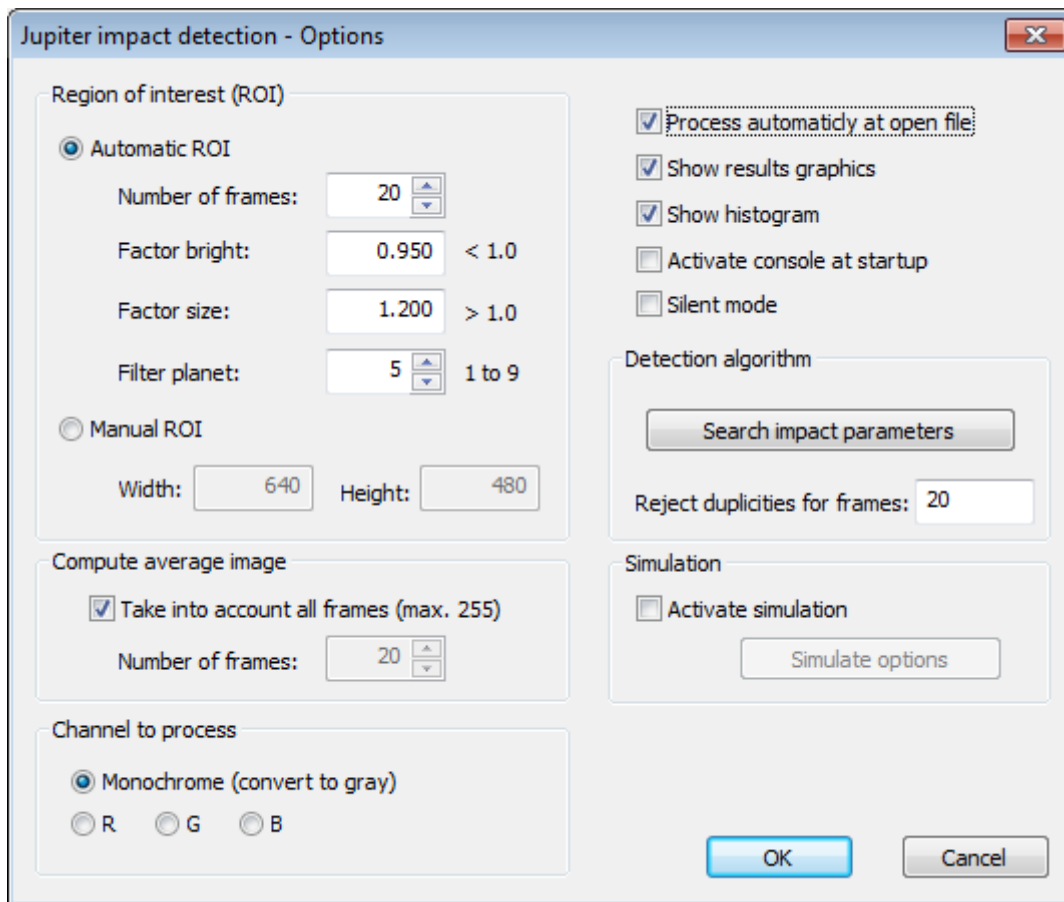 Jupiter impact detection - Options
Region of interest (ROI)
Automatic ROI
Number of frames: 20
Factor bright: 0.950 < 1.0
Factor size: 1.200 > 1.0
Filter planet: 5 1 to 9
Manual ROI
Width: 640 Height: 480
Compute average image
Take into account all frames (max. 255)
Number of frames: 20
Channel to process
Monochrome (convert to gray)
R G B
Process automaticly at open file
Show results graphics
Show histogram
Activate console at startup
Silent mode
Detection algorithm
Search impact parameters
Reject duplicities for frames: 20
Simulation
Activate simulation
Simulate options
OK Cancel